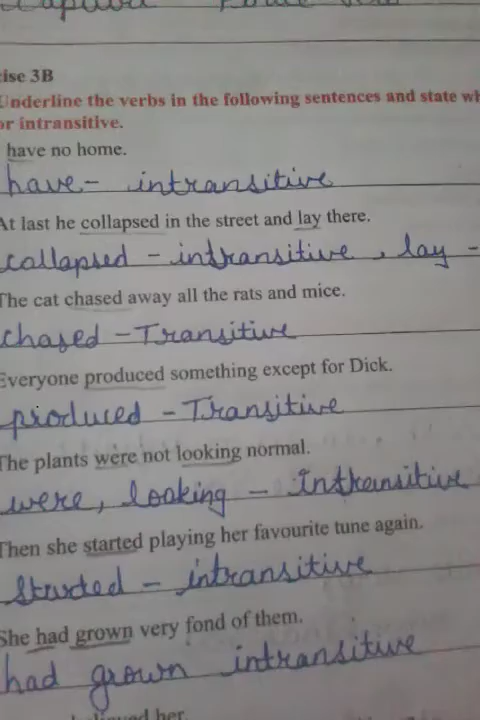 cise 3B
Underline the verbs in the following sentences and state wh
or intransitive.
have no home.
have - intransitive
At last he collapsed in the street and lay there.
collapsed - intransitive , lay -
The cat chased away all the rats and mice.
chased - Transitive
Everyone produced something except for Dick.
produced - Transitive
The plants were not looking normal.
were, looking - Intransitive
Then she started playing her favourite tune again.
started - intransitive
She had grown very fond of them.
had grown intransitive
her.